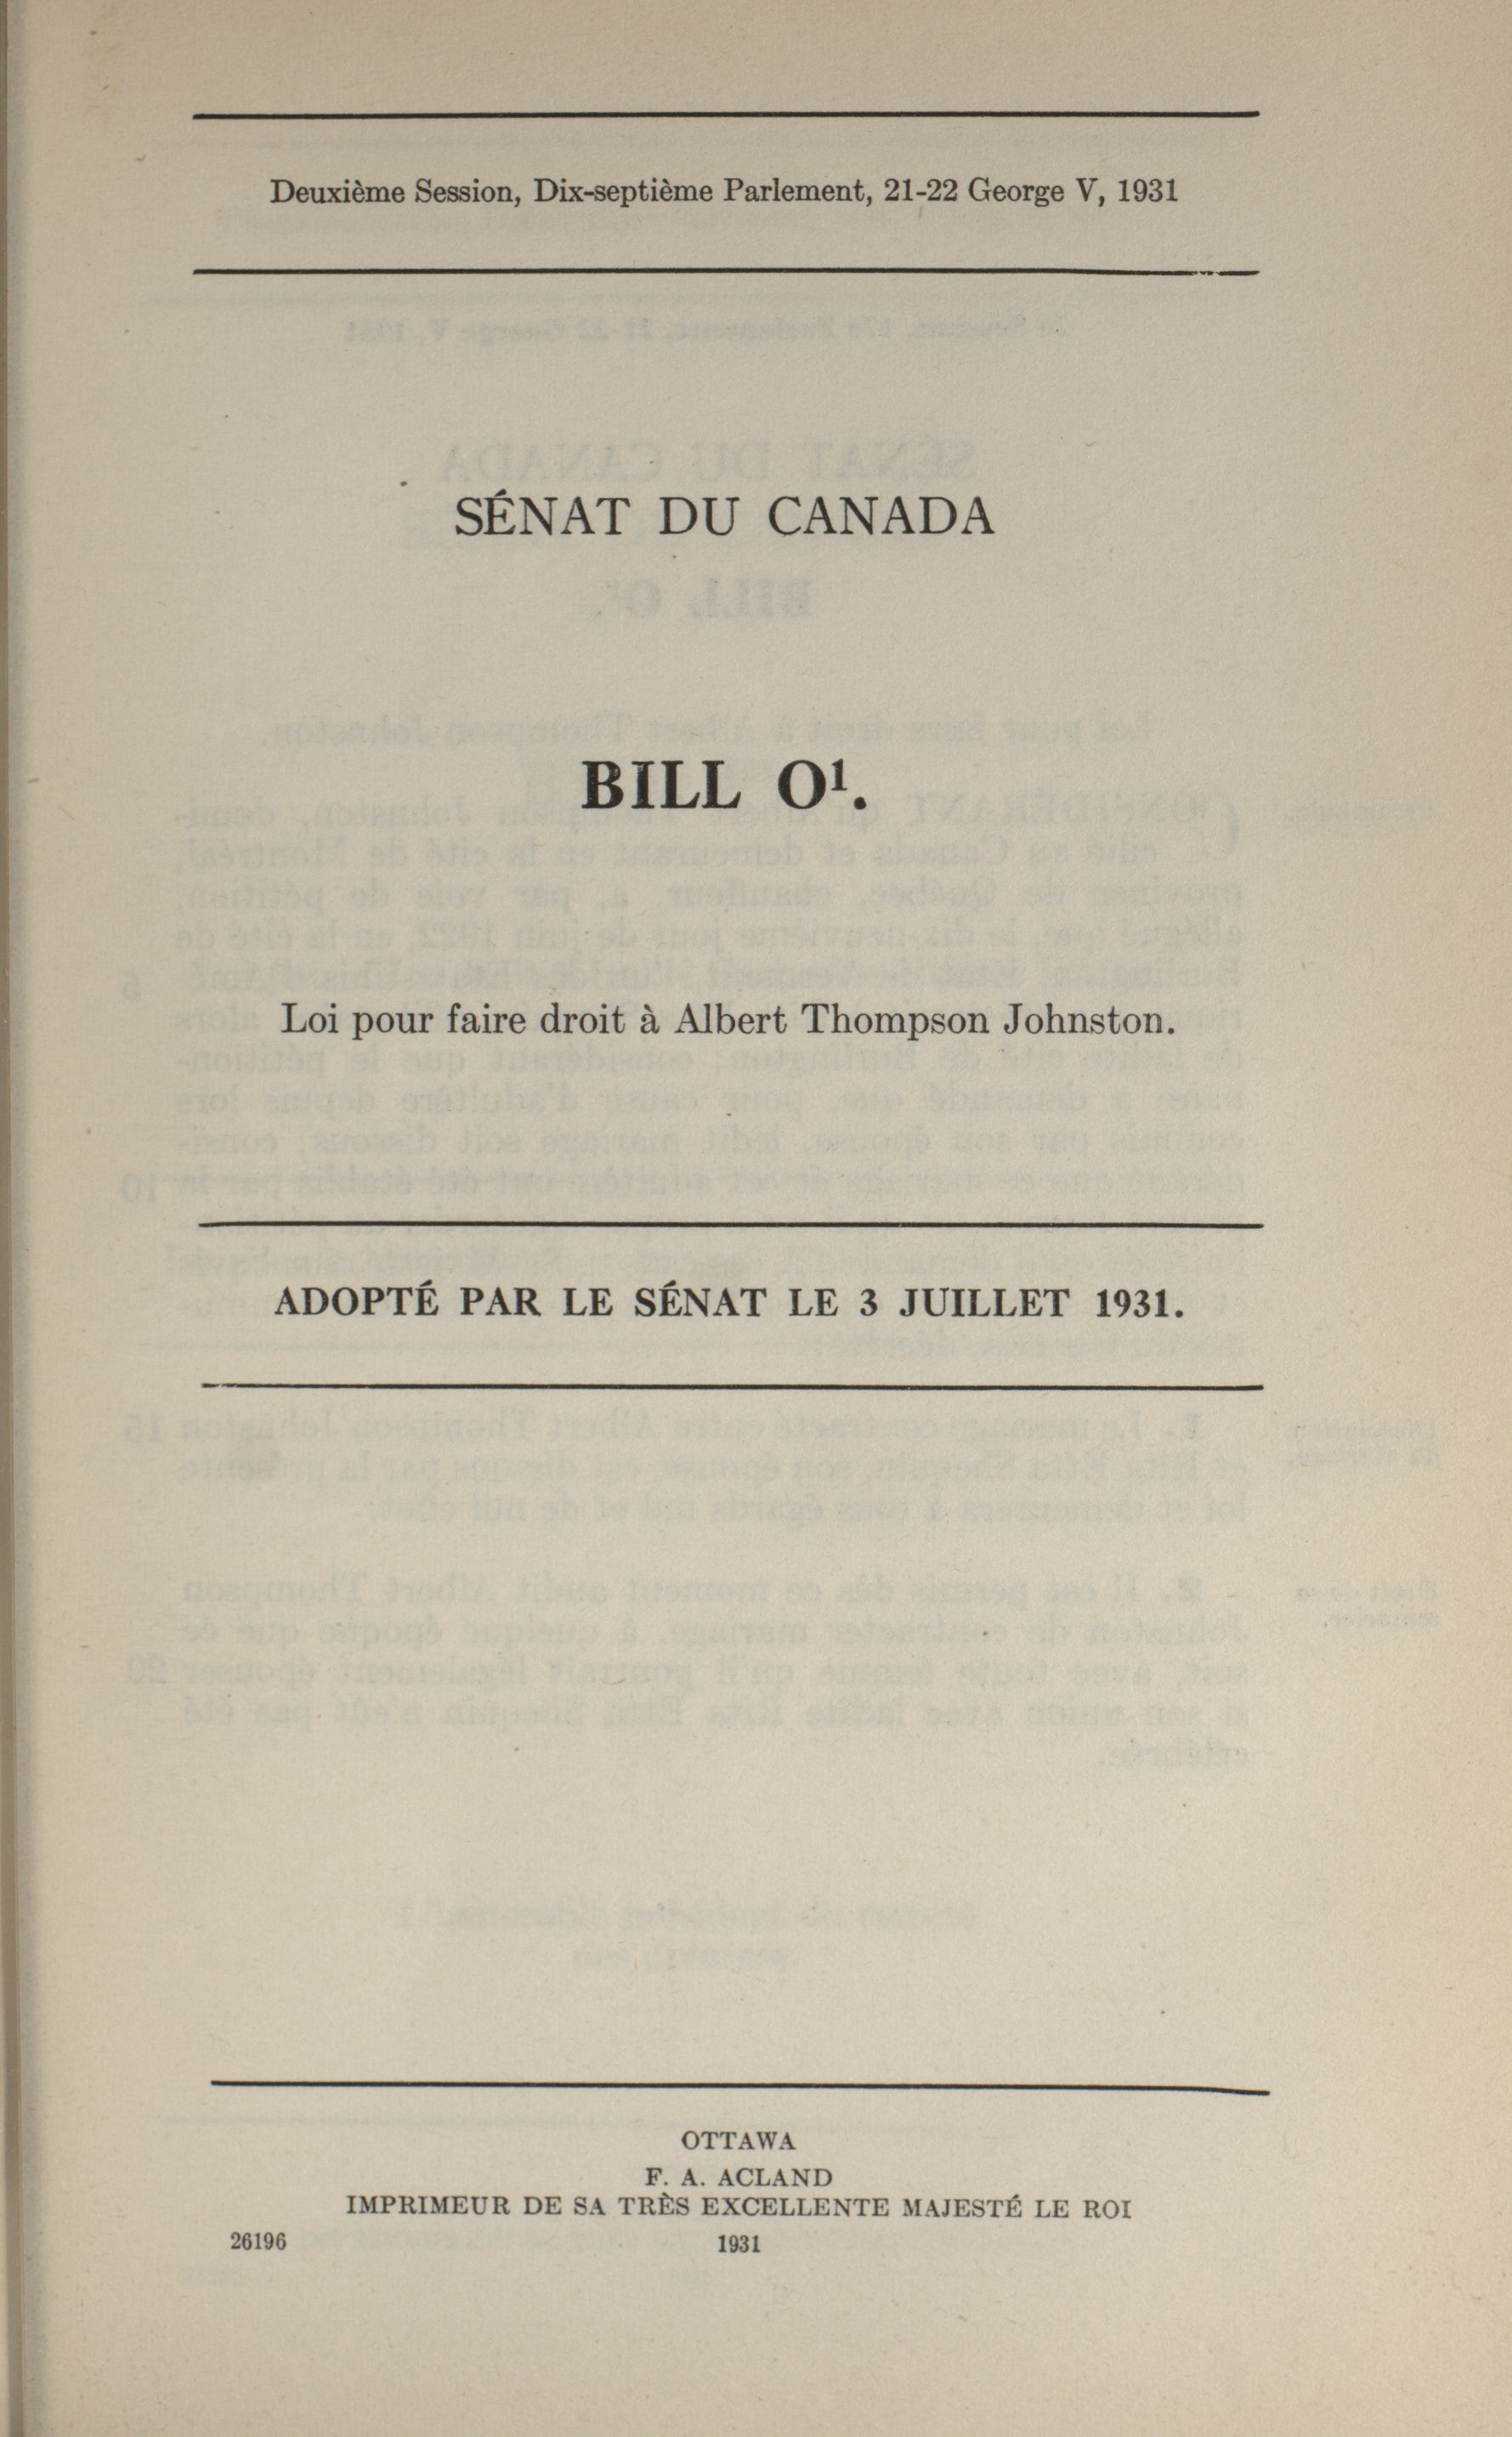 Deuxième Session, Dix-septième Parlement, 21-22 George V, 1931
SÉNAT DU CANADA
BILL O¹.
Loi pour faire droit à Albert Thompson Johnston.
ADOPTÉ PAR LE SÉNAT LE 3 JUILLET 1931.
OTTAWA
F. A. ACLAND
IMPRIMEUR DE SA TRÈS EXCELLENTE MAJESTÉ LE ROI
26196 1931